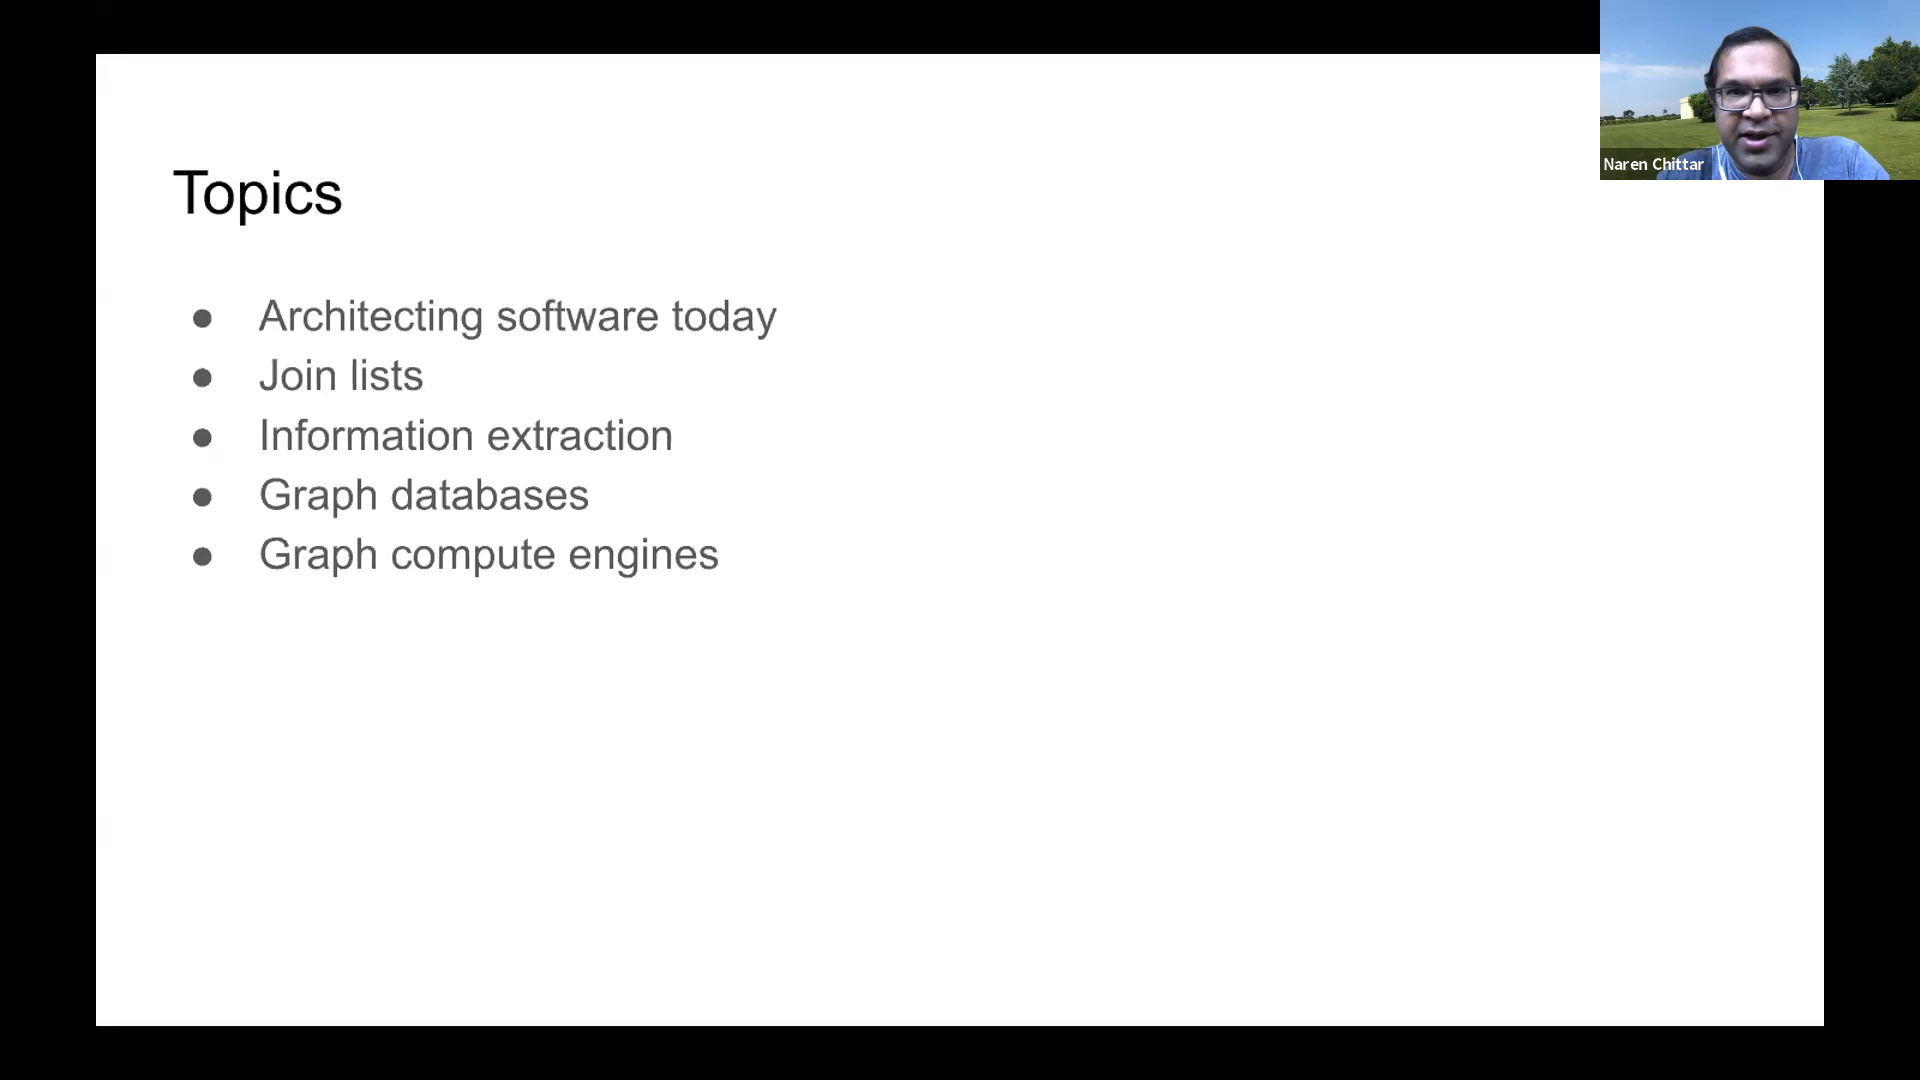 Topics
● Architecting software today
● Join lists
● Information extraction
● Graph databases
● Graph compute engines
Naren Chittar